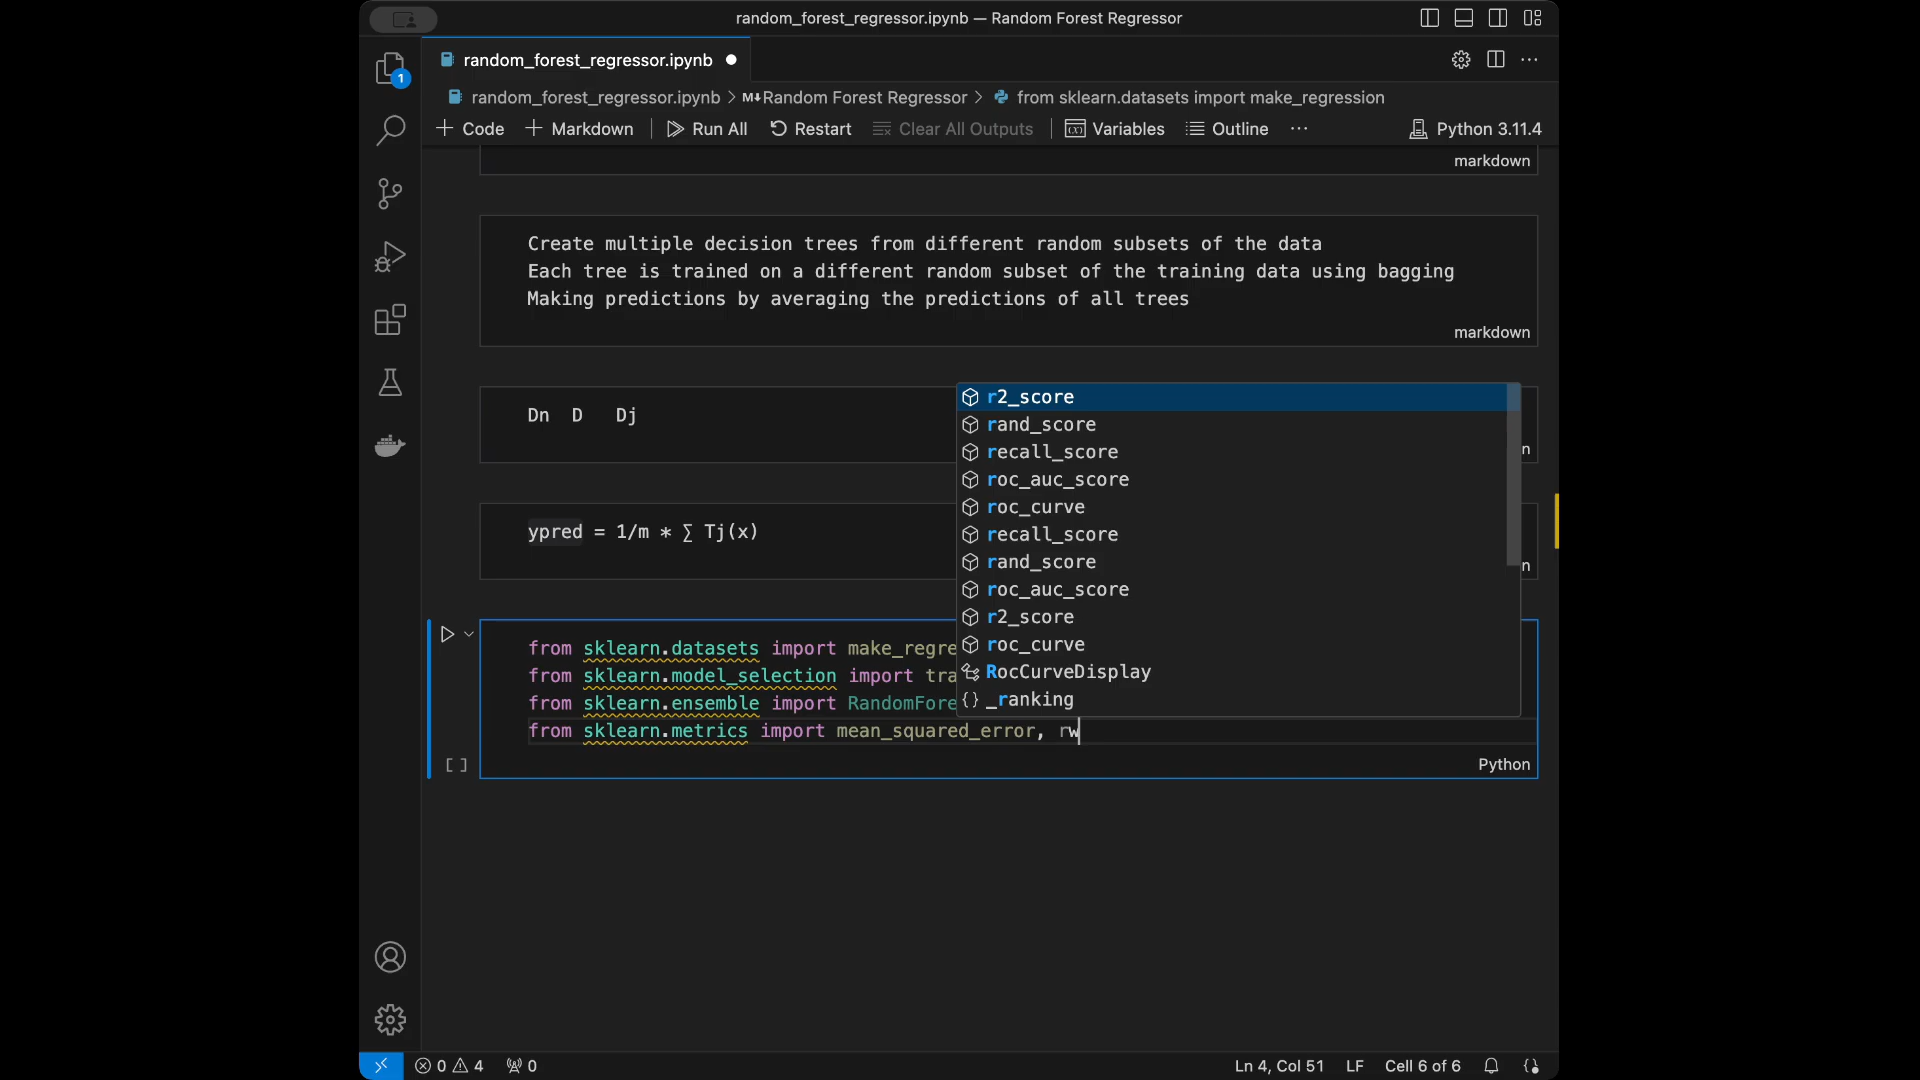 random_forest_regressor.ipynb — Random Forest Regressor
random_forest_regressor.ipynb
1
random_forest_regressor.ipynb > M↓Random Forest Regressor > from sklearn.datasets import make_regression
+ Code + Markdown Run All Restart Clear All Outputs Variables Outline ··· Python 3.11.4
markdown
Create multiple decision trees from different random subsets of the data
Each tree is trained on a different random subset of the training data using bagging
Making predictions by averaging the predictions of all trees
markdown
Dn D Dj
n
ypred = 1/m * ∑ Tj(x)
n
r2_score
rand_score
recall_score
roc_auc_score
roc_curve
recall_score
rand_score
roc_auc_score
r2_score
roc_curve
RocCurveDisplay
{} _ranking
from sklearn.datasets import make_regre
from sklearn.model_selection import tra
from sklearn.ensemble import RandomFore
from sklearn.metrics import mean_squared_error, rw
[ ]
Python
0 4 0 Ln 4, Col 51 LF Cell 6 of 6